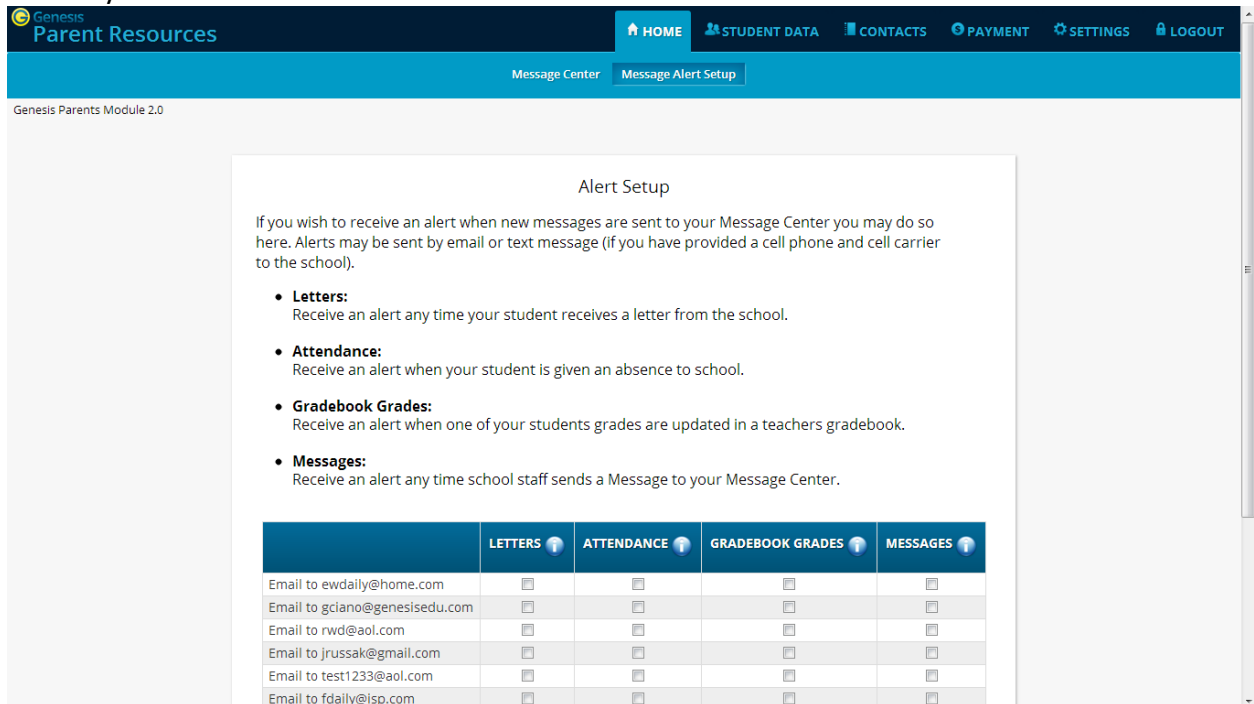 Genesis
Parent Resources
HOME STUDENT DATA CONTACTS PAYMENT SETTINGS LOGOUT
Message Center Message Alert Setup
Genesis Parents Module 2.0
Alert Setup
If you wish to receive an alert when new messages are sent to your Message Center you may do so
here. Alerts may be sent by email or text message (if you have provided a cell phone and cell carrier
to the school).
• Letters:
Receive an alert any time your student receives a letter from the school.
• Attendance:
Receive an alert when your student is given an absence to school.
• Gradebook Grades:
Receive an alert when one of your students grades are updated in a teachers gradebook.
• Messages:
Receive an alert any time school staff sends a Message to your Message Center.
LETTERS ATTENDANCE GRADEBOOK GRADES MESSAGES
Email to ewdaily@home.com
Email to gciano@genesisedu.com
Email to rwd@aol.com
Email to jrussak@gmail.com
Email to test1233@aol.com
Email to fdaily@isp.com